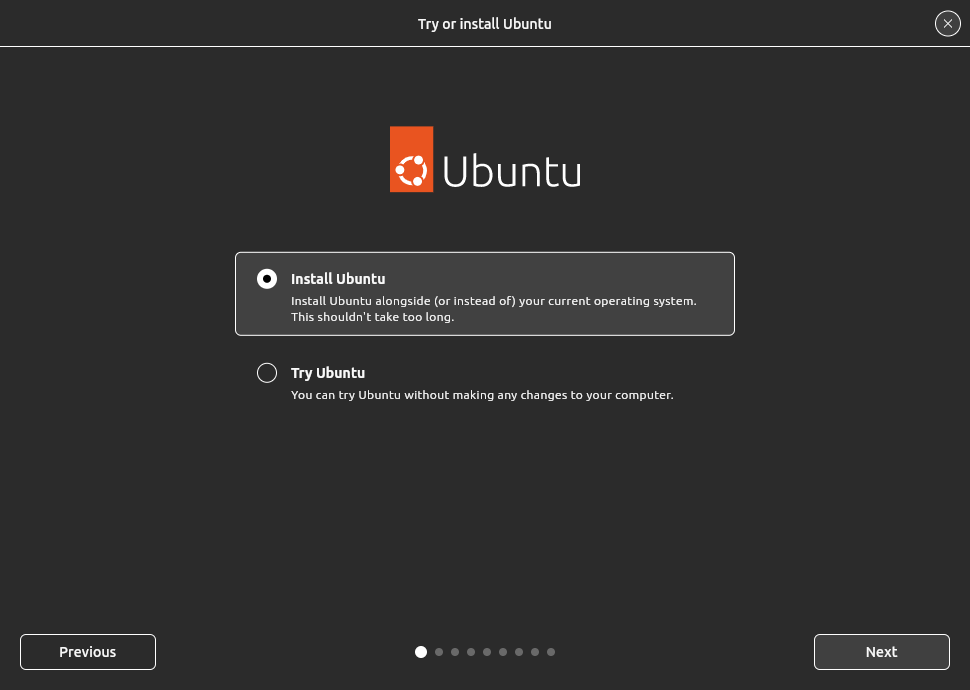 Try or install Ubuntu
Ubuntu
Install Ubuntu
Install Ubuntu alongside (or instead of) your current operating system.
This shouldn't take too long.
Try Ubuntu
You can try Ubuntu without making any changes to your computer.
Previous
Next